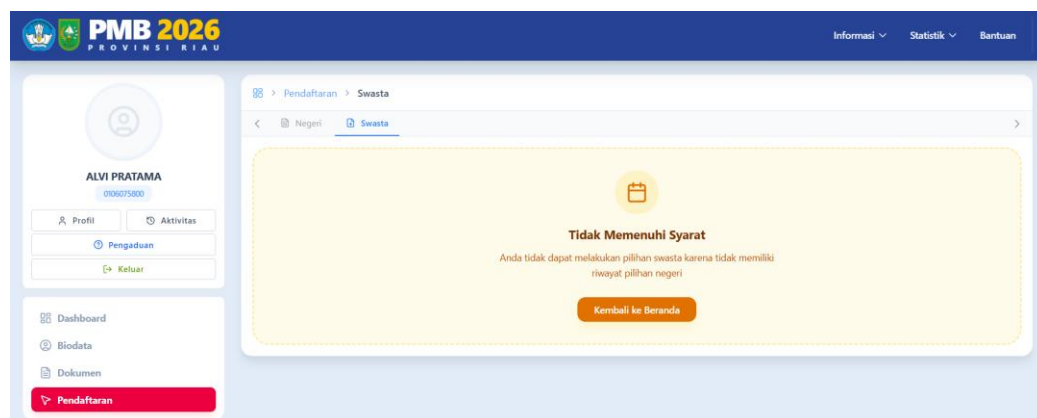 PMB 2026
PROVINSI RIAU
Informasi
Statistik
Bantuan
ALVI PRATAMA
0106075800
Profil
Aktivitas
Pengaduan
Keluar
Dashboard
Biodata
Dokumen
Pendaftaran
Pendaftaran > Swasta
Negeri
Swasta
Tidak Memenuhi Syarat
Anda tidak dapat melakukan pilihan swasta karena tidak memiliki
riwayat pilihan negeri
Kembali ke Beranda